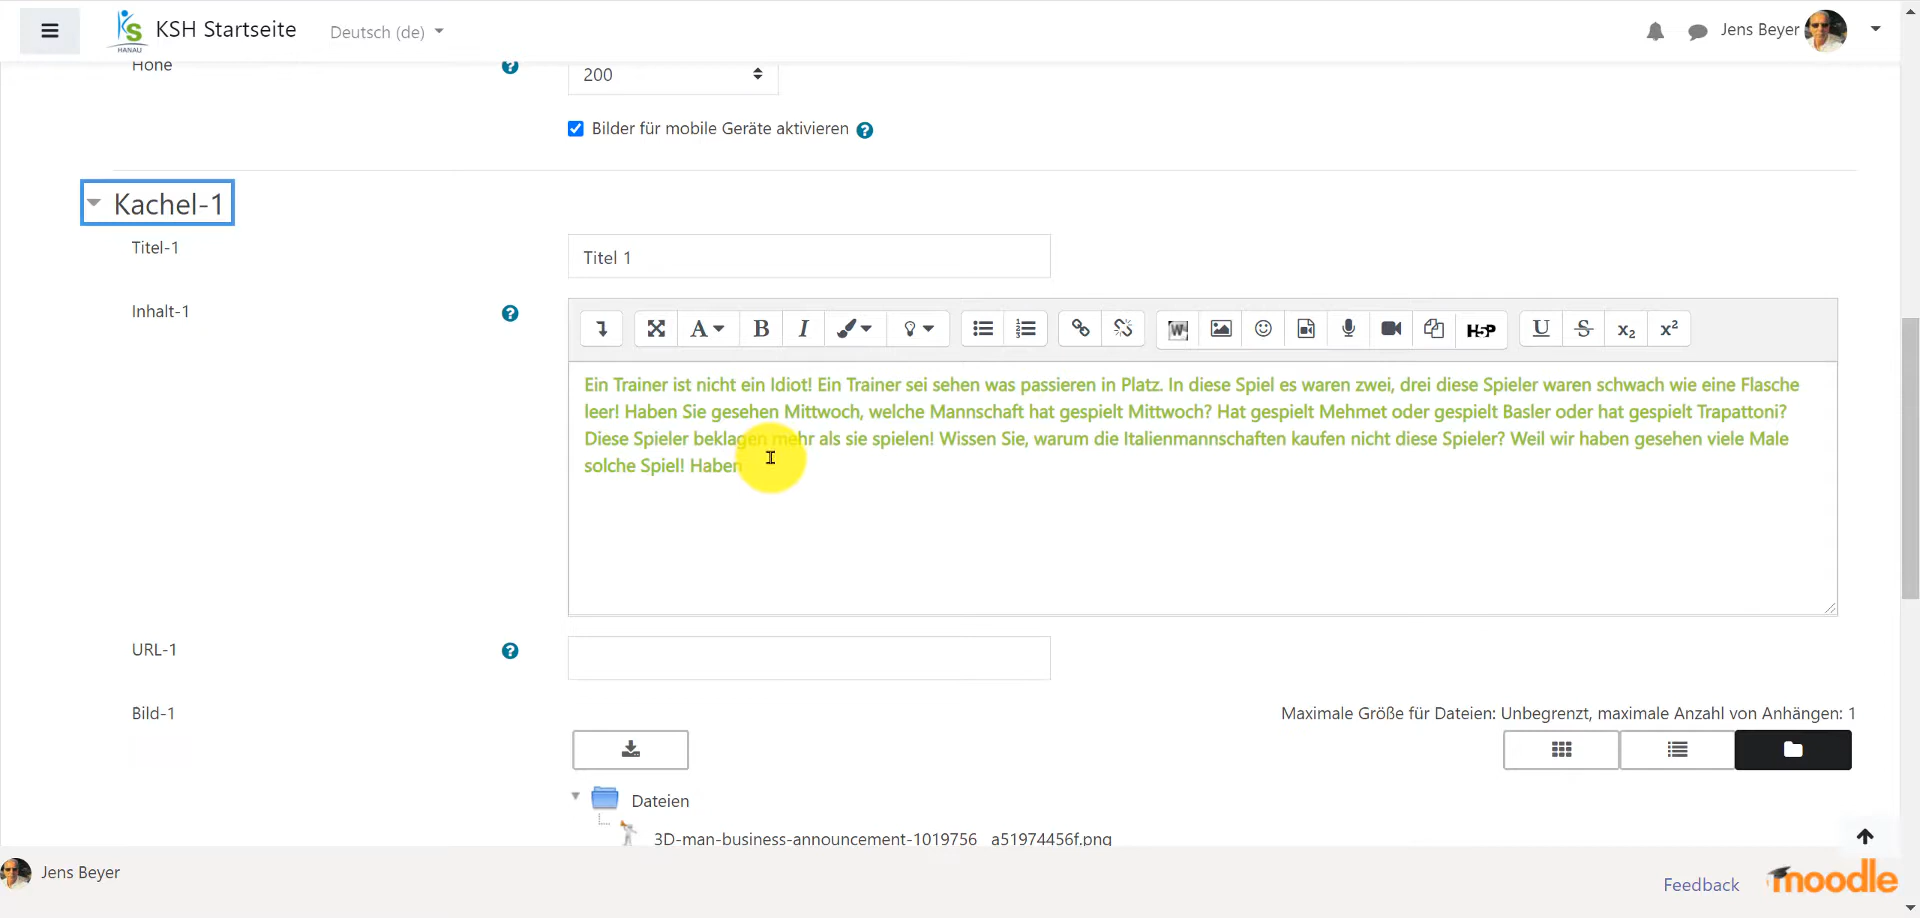 KS
HANAU
KSH Startseite
Deutsch (de)
Jens Beyer
Höhe
200
Bilder für mobile Geräte aktivieren
Kachel-1
Titel-1
Titel 1
Inhalt-1
A B I W H5P U S x₂ x²
Ein Trainer ist nicht ein Idiot! Ein Trainer sei sehen was passieren in Platz. In diese Spiel es waren zwei, drei diese Spieler waren schwach wie eine Flasche
leer! Haben Sie gesehen Mittwoch, welche Mannschaft hat gespielt Mittwoch? Hat gespielt Mehmet oder gespielt Basler oder hat gespielt Trapattoni?
Diese Spieler beklagen mehr als sie spielen! Wissen Sie, warum die Italienmannschaften kaufen nicht diese Spieler? Weil wir haben gesehen viele Male
solche Spiel! Haben
URL-1
Bild-1
Maximale Größe für Dateien: Unbegrenzt, maximale Anzahl von Anhängen: 1
Dateien
3D-man-business-announcement-1019756__a51974456f.png
Jens Beyer
Feedback
moodle